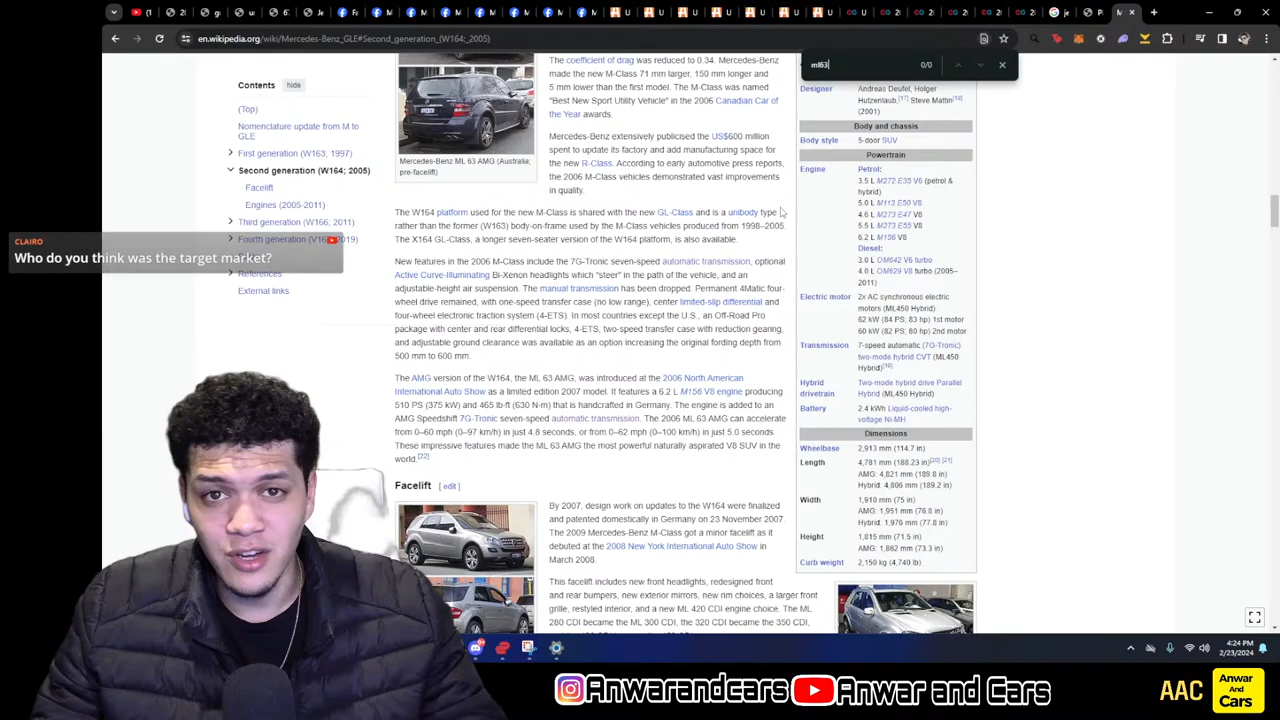 en.wikipedia.org/wiki/Mercedes-Benz_GLE#Second_generation_(W164;_2005)
ml63
0/0
Contents
hide
(Top)
Nomenclature update from M to
GLE
First generation (W163; 1997)
Second generation (W164; 2005)
Facelift
Engines (2005-2011)
Third generation (W166; 2011)
Fourth generation
2019)
References
External links
CLAIRO
Who do you think was the target market?
Mercedes-Benz ML 63 AMG (Australia;
pre-facelift)
The coefficient of drag was reduced to 0.34. Mercedes-Benz
made the new M-Class 71 mm larger, 150 mm longer and
5 mm lower than the first model. The M-Class was named
"Best New Sport Utility Vehicle" in the 2006 Canadian Car of
the Year awards.
Mercedes-Benz extensively publicised the US$600 million
spent to update its factory and add manufacturing space for
the new R-Class. According to early automotive press reports,
the 2006 M-Class vehicles demonstrated vast improvements
in quality.
The W164 platform used for the new M-Class is shared with the new GL-Class and is a unibody type
rather than the former (W163) body-on-frame used by the M-Class vehicles produced from 1998–2005.
The X164 GL-Class, a longer seven-seater version of the W164 platform, is also available.
New features in the 2006 M-Class include the 7G-Tronic seven-speed automatic transmission, optional
Active Curve-Illuminating Bi-Xenon headlights which "steer" in the path of the vehicle, and an
adjustable-height air suspension. The manual transmission has been dropped. Permanent 4Matic four-
wheel drive remained, with one-speed transfer case (no low range), center limited-slip differential and
four-wheel electronic traction system (4-ETS). In most countries except the U.S., an Off-Road Pro
package with center and rear differential locks, 4-ETS, two-speed transfer case with reduction gearing,
and adjustable ground clearance was available as an option increasing the original fording depth from
500 mm to 600 mm.
The AMG version of the W164, the ML 63 AMG, was introduced at the 2006 North American
International Auto Show as a limited edition 2007 model. It features a 6.2 L M156 V8 engine producing
510 PS (375 kW) and 465 lb·ft (630 N·m) that is handcrafted in Germany. The engine is added to an
AMG Speedshift 7G-Tronic seven-speed automatic transmission. The 2006 ML 63 AMG can accelerate
from 0–60 mph (0–97 km/h) in just 4.8 seconds, or from 0–62 mph (0–100 km/h) in just 5.0 seconds.
These impressive features made the ML 63 AMG the most powerful naturally aspirated V8 SUV in the
world.[22]
Facelift [ edit ]
By 2007, design work on updates to the W164 were finalized
and patented domestically in Germany on 23 November 2007.
The 2009 Mercedes-Benz M-Class got a minor facelift as it
debuted at the 2008 New York International Auto Show in
March 2008.
This facelift includes new front headlights, redesigned front
and rear bumpers, new exterior mirrors, new rim choices, a larger front
grille, restyled interior, and a new ML 420 CDI engine choice. The ML
280 CDI became the ML 300 CDI, the 320 CDI became the 350 CDI,
Designer
Andreas Deufel, Holger
Hutzenlaub,[17] Steve Mattin[18]
(2001)
Body and chassis
Body style
5-door SUV
Powertrain
Engine
Petrol:
3.5 L M272 E35 V6 (petrol &
hybrid)
5.0 L M113 E50 V8
4.6 L M273 E47 V8
5.5 L M273 E55 V8
6.2 L M156 V8
Diesel:
3.0 L OM642 V6 turbo
4.0 L OM629 V8 turbo (2005–
2011)
Electric motor
2x AC synchronous electric
motors (ML450 Hybrid)
62 kW (84 PS; 83 hp) 1st motor
60 kW (82 PS; 80 hp) 2nd motor
Transmission
7-speed automatic (7G-Tronic)
two-mode hybrid CVT (ML450
Hybrid)[19]
Hybrid
drivetrain
Two-mode hybrid drive Parallel
Hybrid (ML450 Hybrid)
Battery
2.4 kWh Liquid-cooled high-
voltage Ni-MH
Dimensions
Wheelbase
2,913 mm (114.7 in)
Length
4,781 mm (188.23 in)[20] [21]
AMG: 4,821 mm (189.8 in)
Hybrid: 4,806 mm (189.2 in)
Width
1,910 mm (75 in)
AMG: 1,951 mm (76.8 in)
Hybrid: 1,976 mm (77.8 in)
Height
1,815 mm (71.5 in)
AMG: 1,862 mm (73.3 in)
Curb weight
2,150 kg (4,740 lb)
4:24 PM
2/23/2024
Anwarandcars
Anwar and Cars
AAC
Anwar
And
Cars